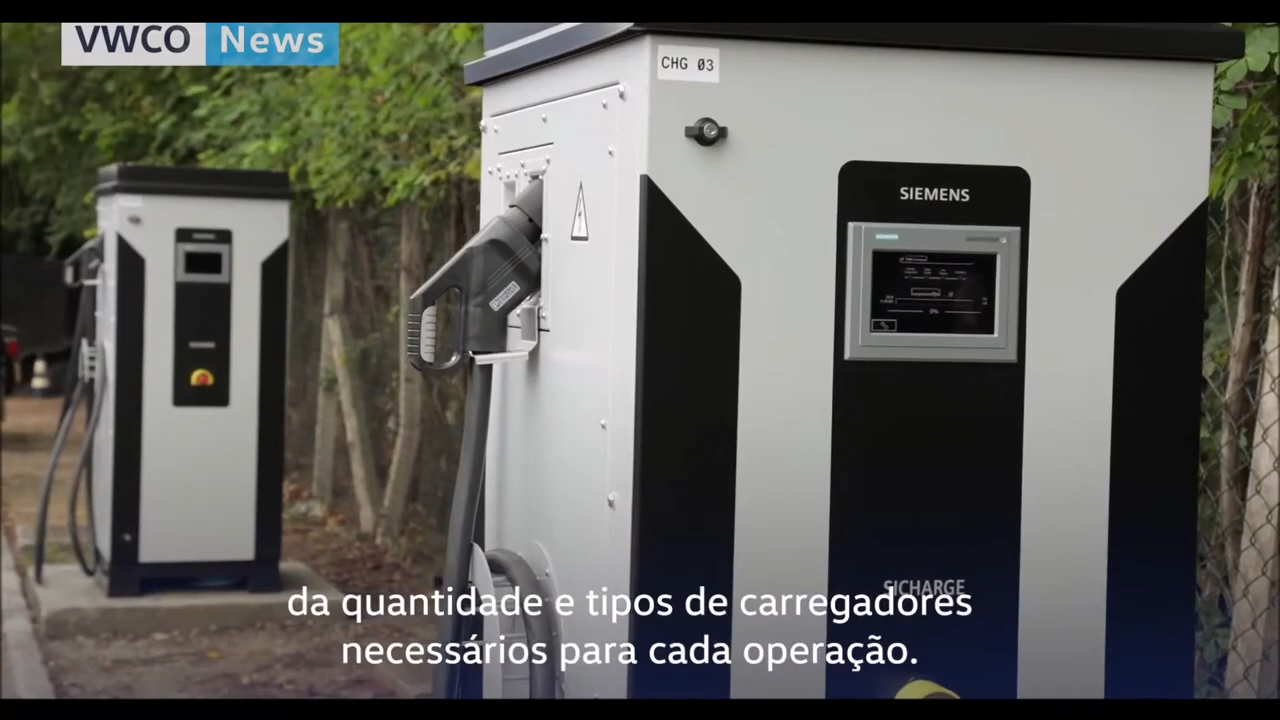 VWCO News
CHG 03
SIEMENS
SICHARGE
da quantidade e tipos de carregadores
necessários para cada operação.